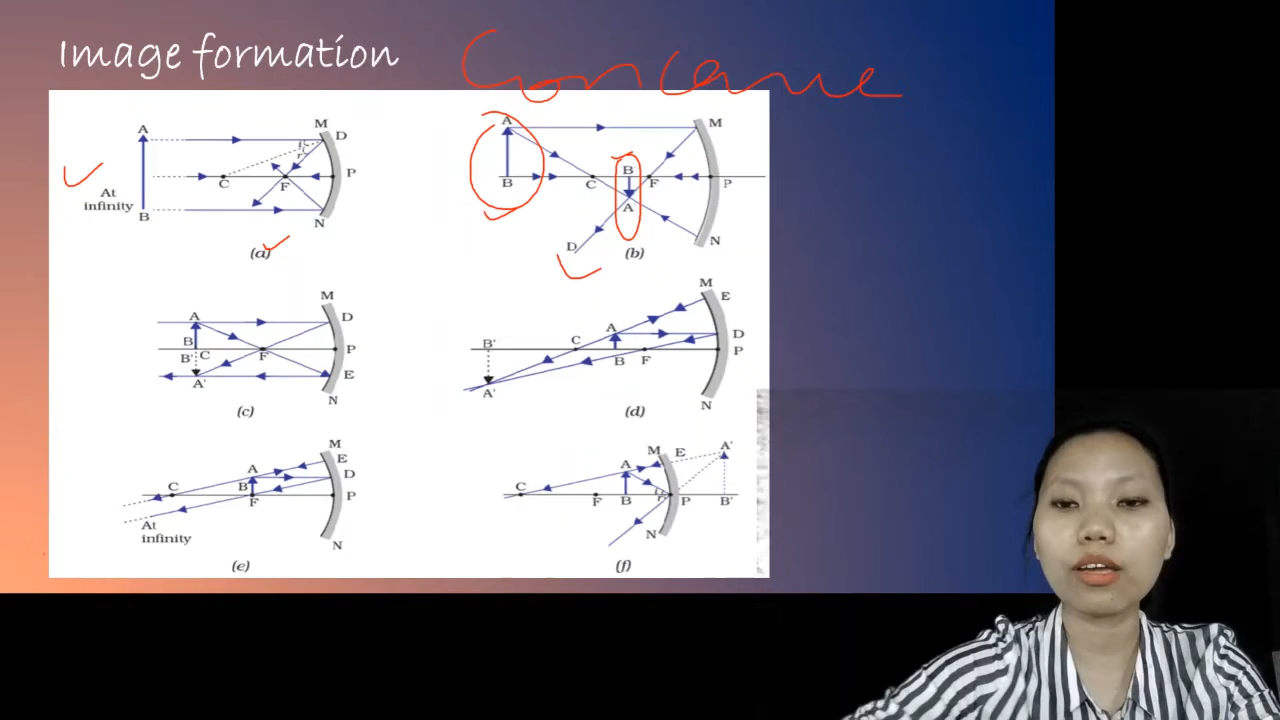 Image formation
Concave
A
At
infinity
B
C
F
M
D
P
N
i
r
(a)
A
B
C
B'
A'
F
D
M
P
N
(b)
A
B
B'
C
A'
F
M
D
P
E
N
(c)
B'
A'
C
A
B
F
M
E
D
P
N
(d)
C
At
infinity
A
B
F
M
E
D
P
N
(e)
C
F
A
B
M
E
P
N
A'
B'
(f)